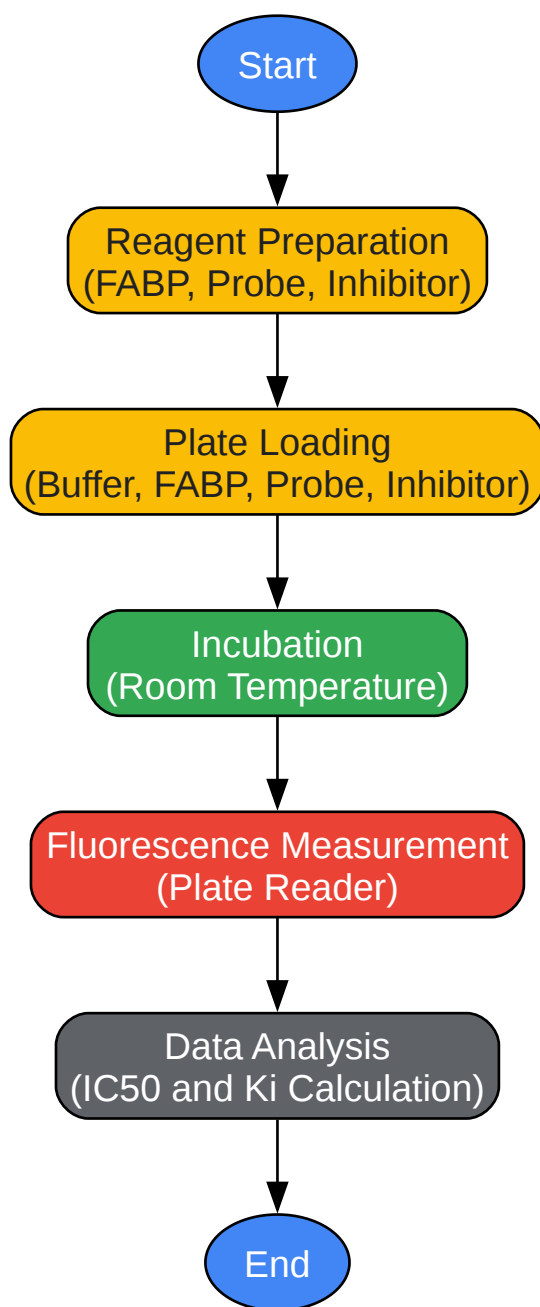 Start
Reagent Preparation
(FABP, Probe, Inhibitor)
Plate Loading
(Buffer, FABP, Probe, Inhibitor)
Incubation
(Room Temperature)
Fluorescence Measurement
(Plate Reader)
Data Analysis
(IC50 and Ki Calculation)
End